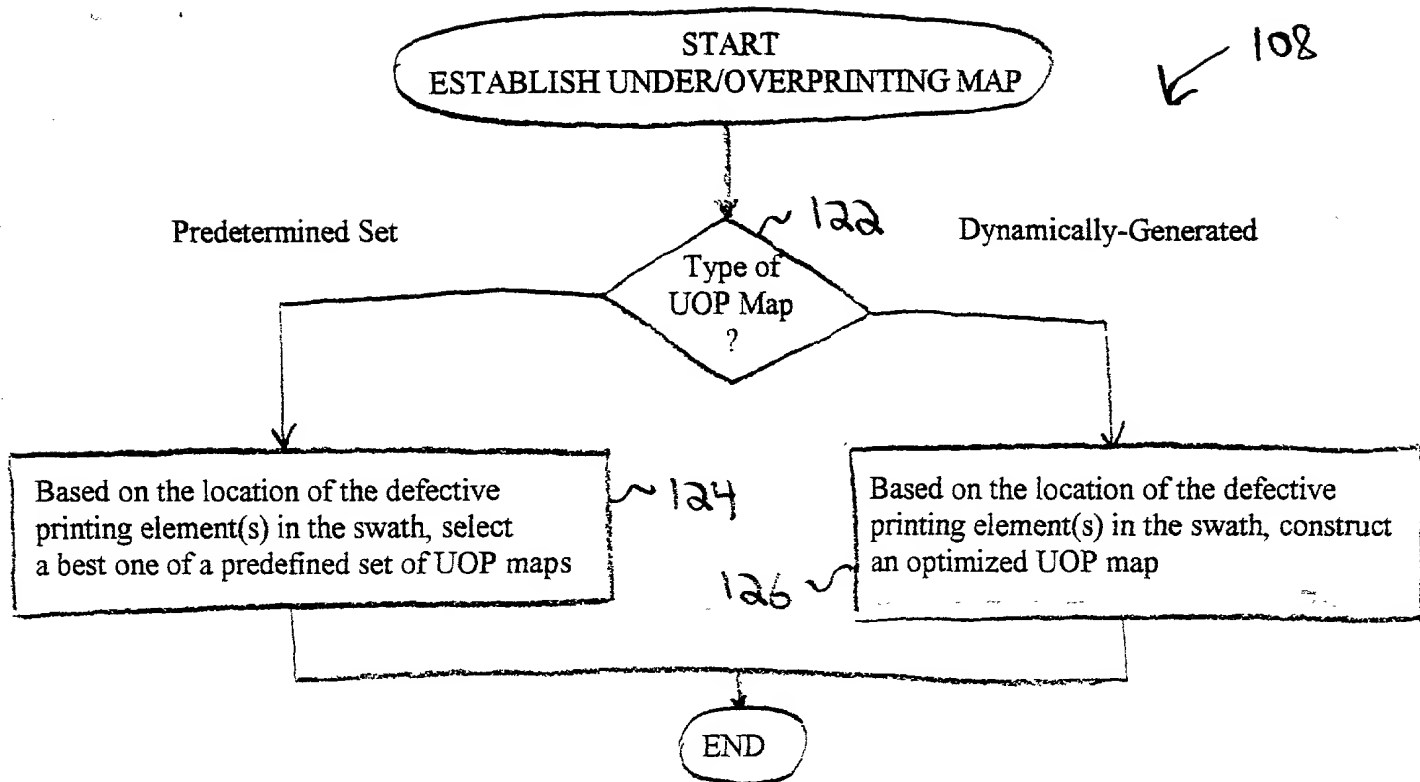 START
ESTABLISH UNDER/OVERPRINTING MAP
108
122
Predetermined Set
Dynamically-Generated
Type of
UOP Map
?
Based on the location of the defective
printing element(s) in the swath, select
a best one of a predefined set of UOP maps
124
Based on the location of the defective
printing element(s) in the swath, construct
an optimized UOP map
126
END